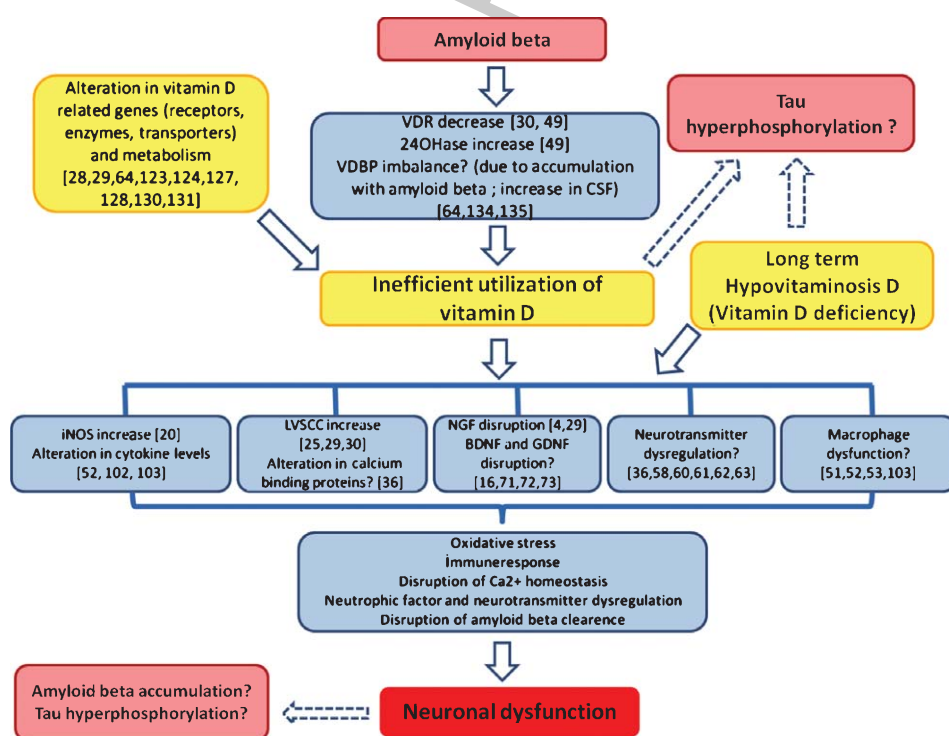 Amyloid beta
Alteration in vitamin D
related genes (receptors,
enzymes, transporters)
and metabolism
[28,29,64,123,124,127,
128,130,131]
VDR decrease [30, 49]
24OHase increase [49]
VDBP imbalance? (due to accumulation
with amyloid beta ; increase in CSF)
[64,134,135]
Tau
hyperphosphorylation ?
Inefficient utilization of
vitamin D
Long term
Hypovitaminosis D
(Vitamin D deficiency)
iNOS increase [20]
Alteration in cytokine levels
[52, 102, 103]
LVSCC increase
[25,29,30]
Alteration in calcium
binding proteins? [36]
NGF disruption [4,29]
BDNF and GDNF
disruption?
[16,71,72,73]
Neurotransmitter
dysregulation?
[36,58,60,61,62,63]
Macrophage
dysfunction?
[51,52,53,103]
Oxidative stress
İmmuneresponse
Disruption of Ca2+ homeostasis
Neutrophic factor and neurotransmitter dysregulation
Disruption of amyloid beta clearence
Amyloid beta accumulation?
Tau hyperphosphorylation?
Neuronal dysfunction